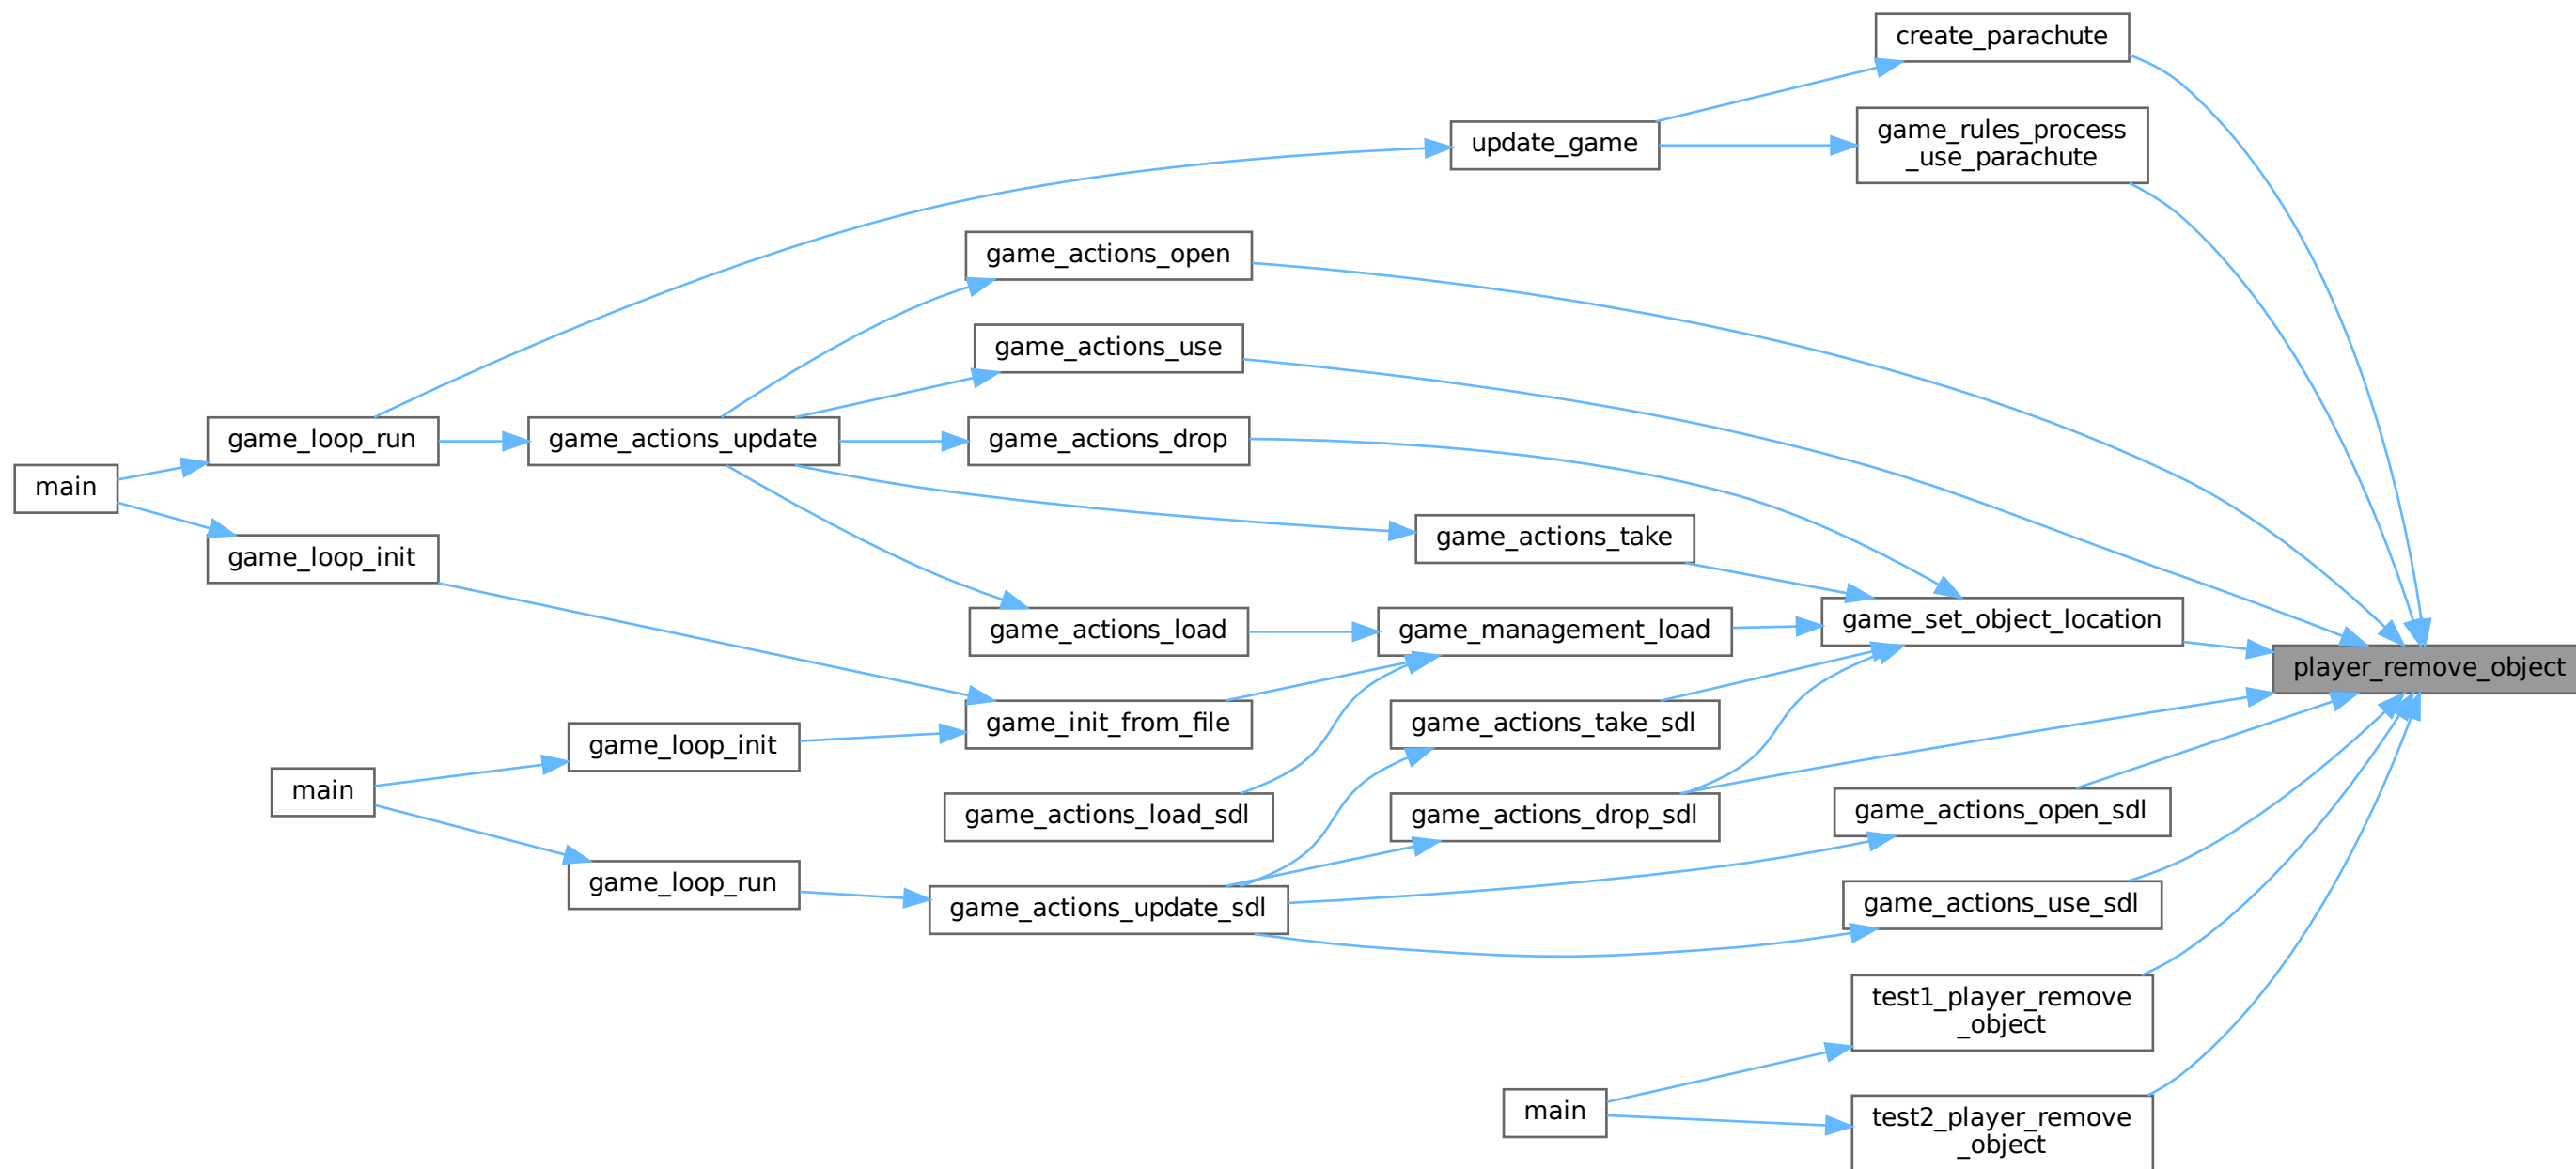 create_parachute
game_rules_process
_use_parachute
update_game
game_actions_open
game_actions_use
game_loop_run
game_actions_update
game_actions_drop
main
game_actions_take
game_loop_init
game_actions_load
game_management_load
game_set_object_location
player_remove_object
game_init_from_file
game_actions_take_sdl
game_loop_init
main
game_actions_load_sdl
game_actions_drop_sdl
game_actions_open_sdl
game_loop_run
game_actions_update_sdl
game_actions_use_sdl
test1_player_remove
_object
main
test2_player_remove
_object